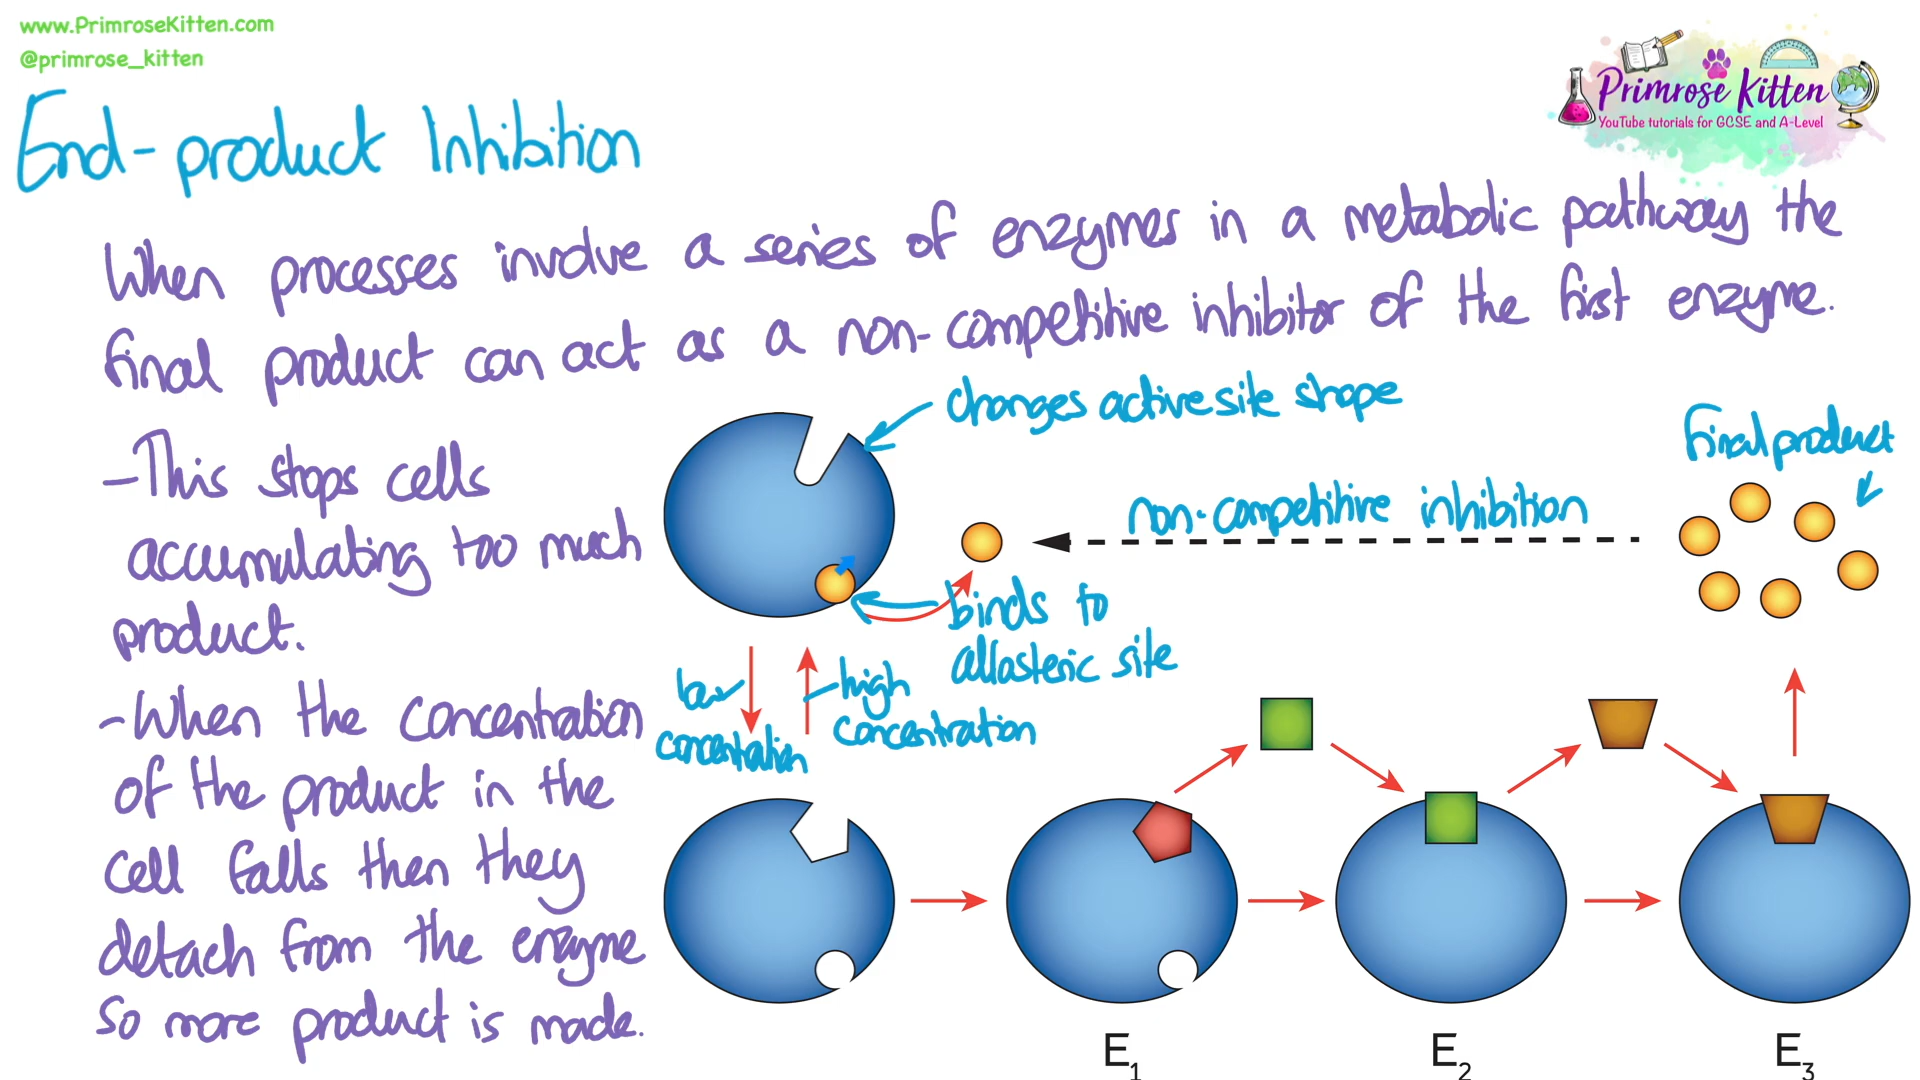 www.PrimroseKitten.com
@primrose_kitten
Primrose Kitten
YouTube tutorials for GCSE and A-Level
End-product Inhibition
When processes involve a series of enzymes in a metabolic pathway the
final product can act as a non-competitive inhibitor of the first enzyme.
-This stops cells
accumulating too much
product.
-When the concentration
of the product in the
cell falls then they
detach from the enzyme
so more product is made.
changes active site shape
final product
non-competitive inhibition
binds to
allosteric site
low
concentration
high
concentration
E1
E2
E3